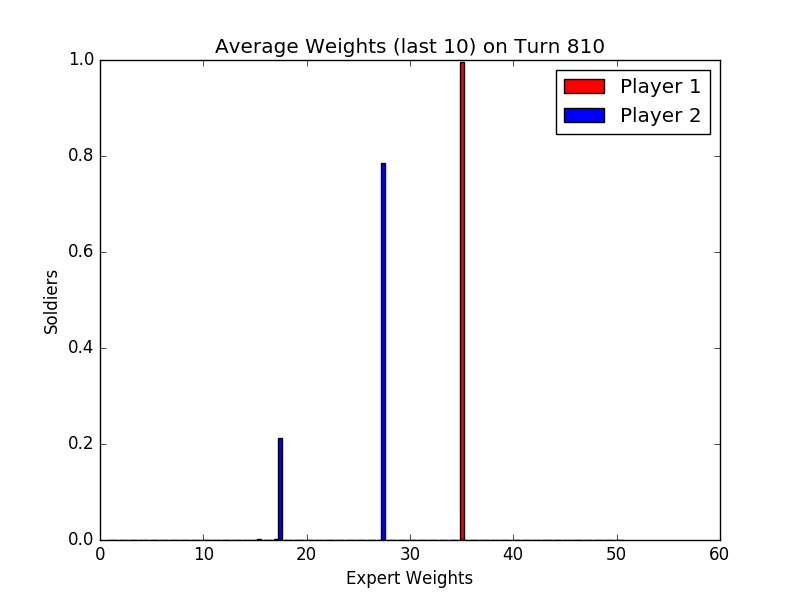 Average Weights (last 10) on Turn 810
Player 1
Player 2
1.0
0.8
0.6
0.4
0.2
0.0
Soldiers
0 10 20 30 40 50 60
Expert Weights